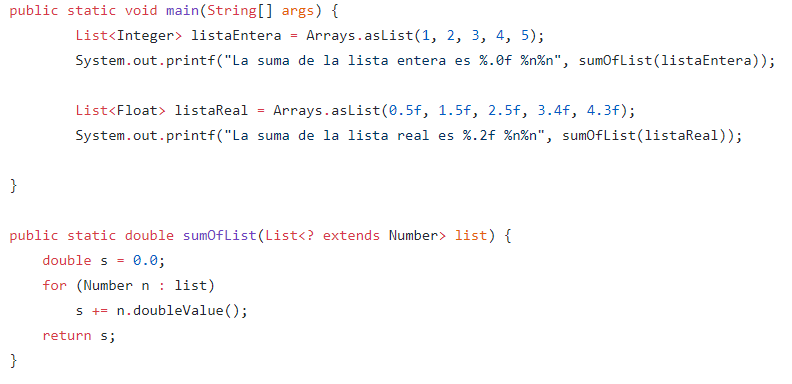 public static void main(String[] args) {
        List<Integer> listaEntera = Arrays.asList(1, 2, 3, 4, 5);
        System.out.printf("La suma de la lista entera es %.0f %n%n", sumOfList(listaEntera));

        List<Float> listaReal = Arrays.asList(0.5f, 1.5f, 2.5f, 3.4f, 4.3f);
        System.out.printf("La suma de la lista real es %.2f %n%n", sumOfList(listaReal));

}

public static double sumOfList(List<? extends Number> list) {
    double s = 0.0;
    for (Number n : list)
        s += n.doubleValue();
    return s;
}